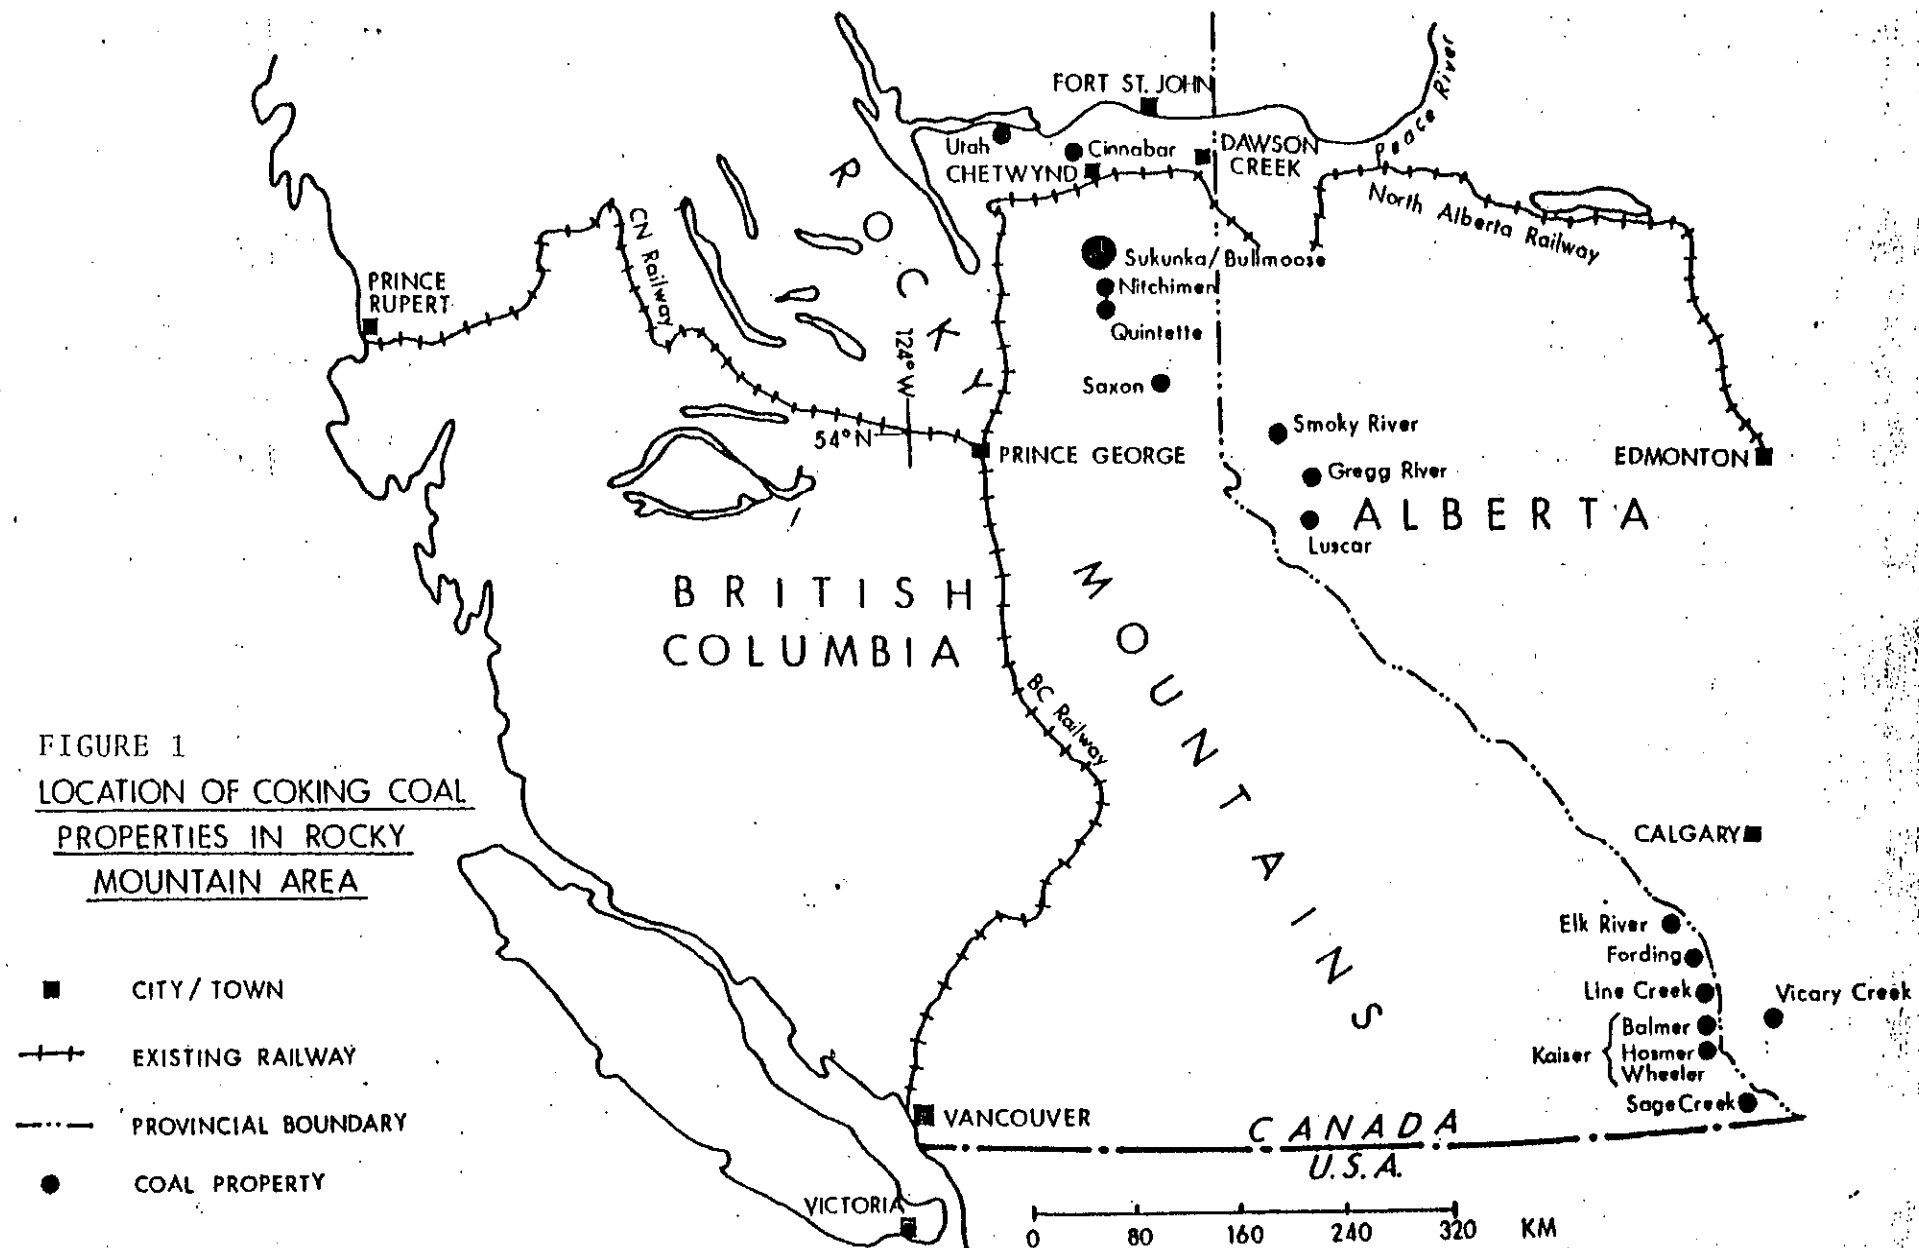 FORT ST. JOHN
Peace River
Utah
Cinnabar
DAWSON
CREEK
CHETWYND
North Alberta Railway
CN Railway
ROCKY
Sukunka/Bullmoose
Nitchimen
Quintette
PRINCE
RUPERT
124°W
Saxon
54°N
PRINCE GEORGE
Smoky River
Gregg River
EDMONTON
ALBERTA
Luscar
BRITISH
COLUMBIA
MOUNTAINS
BC Railway
FIGURE 1
LOCATION OF COKING COAL
PROPERTIES IN ROCKY
MOUNTAIN AREA
CALGARY
Elk River
Fording
Line Creek
Vicary Creek
Kaiser
Balmer
Hosmer
Wheeler
Sage Creek
CITY/TOWN
EXISTING RAILWAY
PROVINCIAL BOUNDARY
COAL PROPERTY
VANCOUVER
CANADA
U.S.A.
VICTORIA
0 80 160 240 320 KM